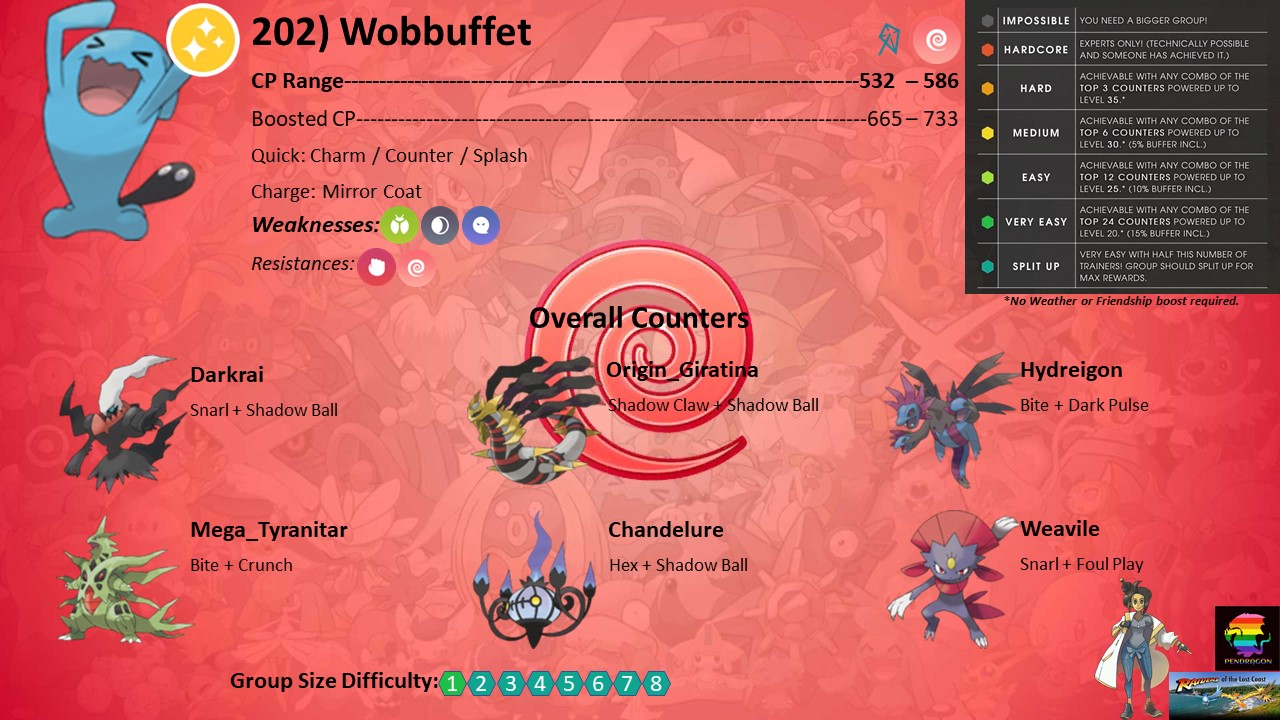 202) Wobbuffet
CP Range------532 – 586
Boosted CP------665 – 733
Quick: Charm / Counter / Splash
Charge: Mirror Coat
Weaknesses:
Resistances:
IMPOSSIBLE YOU NEED A BIGGER GROUP!
HARDCORE EXPERTS ONLY! (TECHNICALLY POSSIBLE
AND SOMEONE HAS ACHIEVED IT.)
HARD ACHIEVABLE WITH ANY COMBO OF THE
TOP 3 COUNTERS POWERED UP TO
LEVEL 35.*
MEDIUM ACHIEVABLE WITH ANY COMBO OF THE
TOP 6 COUNTERS POWERED UP TO
LEVEL 30.* (5% BUFFER INCL.)
EASY ACHIEVABLE WITH ANY COMBO OF THE
TOP 12 COUNTERS POWERED UP TO
LEVEL 25.* (10% BUFFER INCL.)
VERY EASY ACHIEVABLE WITH ANY COMBO OF THE
TOP 24 COUNTERS POWERED UP TO
LEVEL 20.* (15% BUFFER INCL.)
SPLIT UP VERY EASY WITH HALF THIS NUMBER OF
TRAINERS! GROUP SHOULD SPLIT UP FOR
MAX REWARDS.
*No Weather or Friendship boost required.
Overall Counters
Darkrai
Snarl + Shadow Ball
Origin_Giratina
Shadow Claw + Shadow Ball
Hydreigon
Bite + Dark Pulse
Mega_Tyranitar
Bite + Crunch
Chandelure
Hex + Shadow Ball
Weavile
Snarl + Foul Play
Group Size Difficulty: 1 2 3 4 5 6 7 8
PENDRAGON
RAIDERS of the Lost Coast